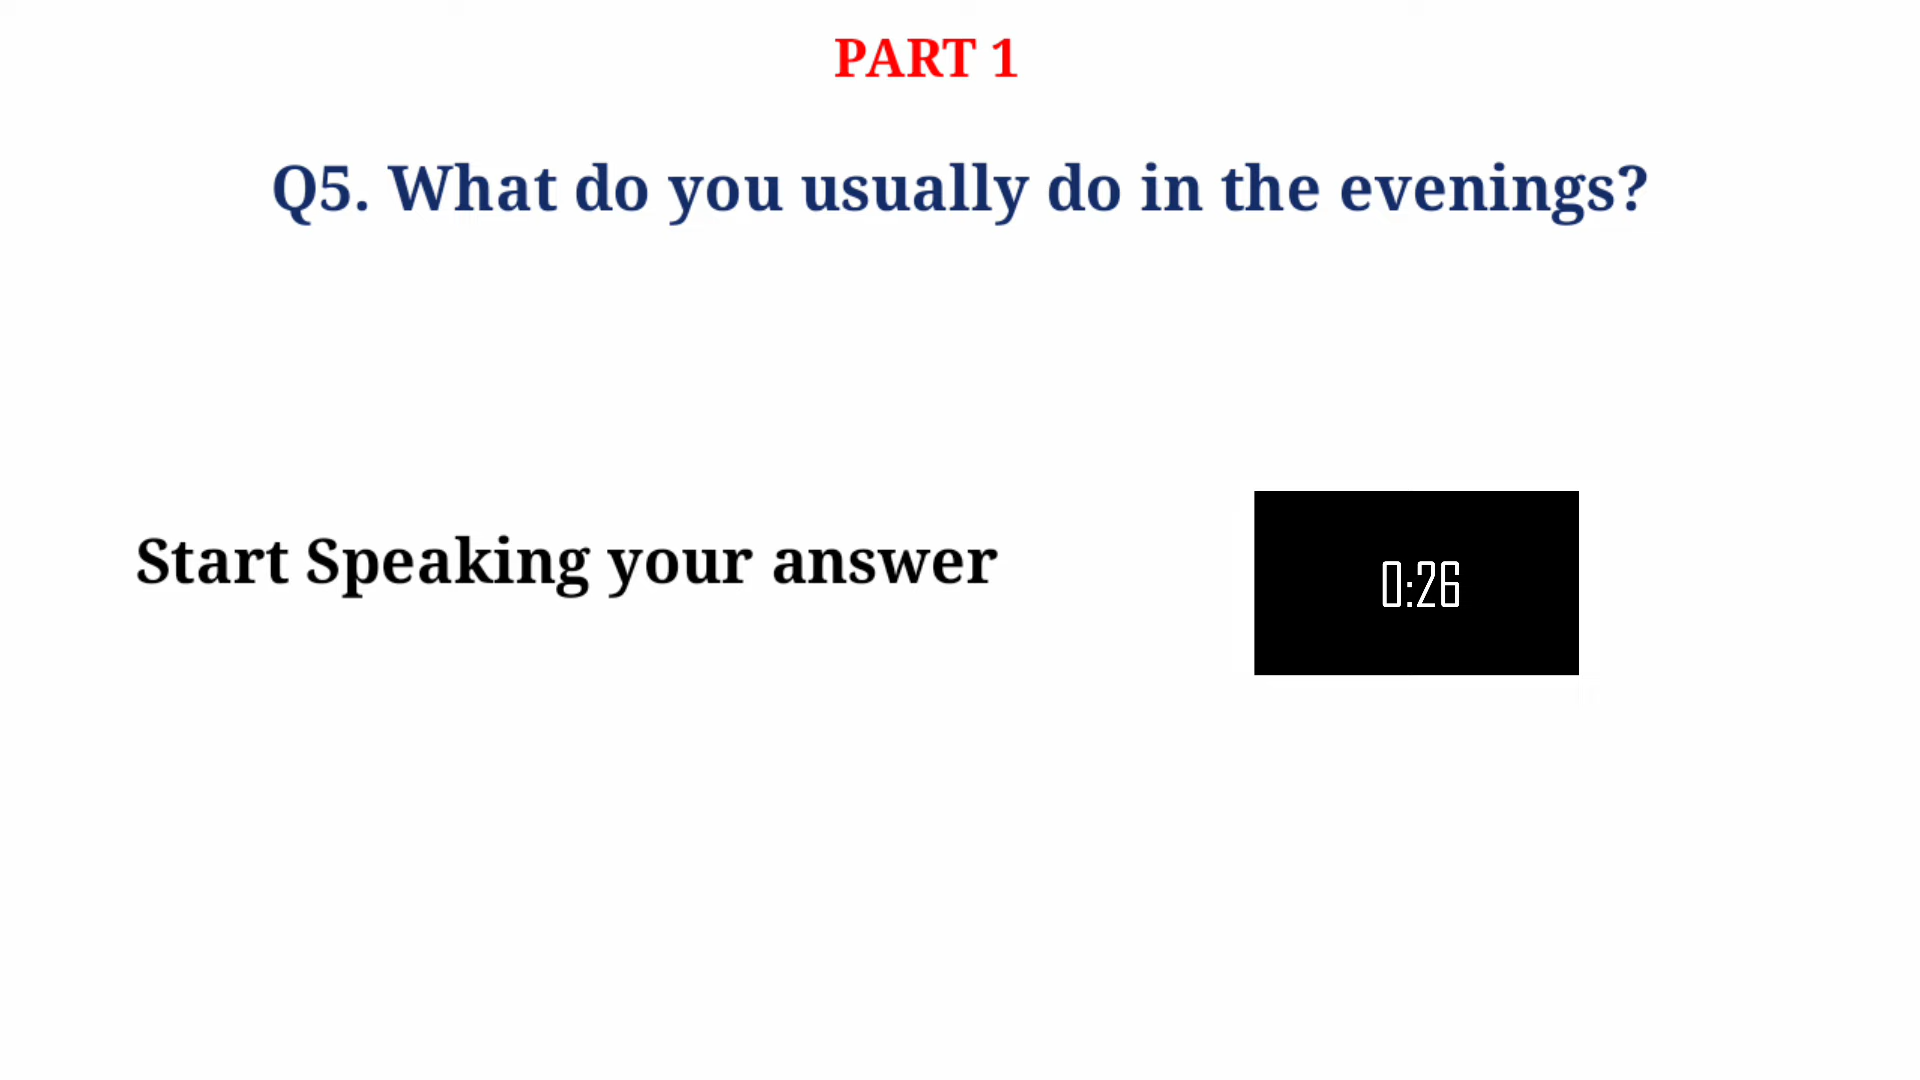 PART 1
Q5. What do you usually do in the evenings?
Start Speaking your answer
0:26